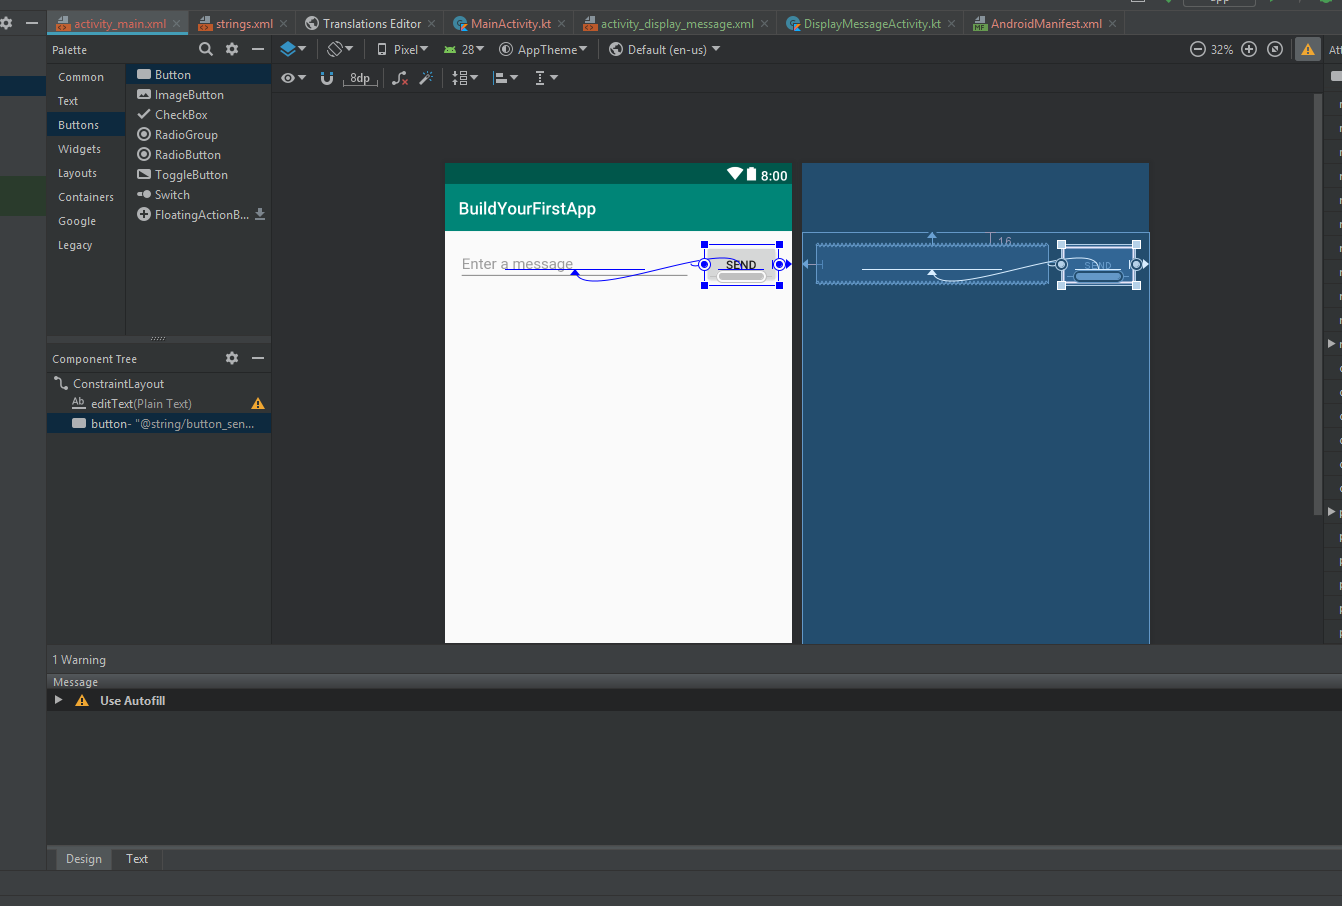 activity_main.xml
strings.xml
Translations Editor
MainActivity.kt
activity_display_message.xml
DisplayMessageActivity.kt
AndroidManifest.xml
Palette
Pixel
28
AppTheme
Default (en-us)
32%
8dp
Common
Text
Buttons
Widgets
Layouts
Containers
Google
Legacy
Button
ImageButton
CheckBox
RadioGroup
RadioButton
ToggleButton
Switch
FloatingActionB...
8:00
BuildYourFirstApp
Enter a message
SEND
16
SEND
Component Tree
ConstraintLayout
Ab editText(Plain Text)
button- "@string/button_sen...
1 Warning
Message
Use Autofill
Design
Text